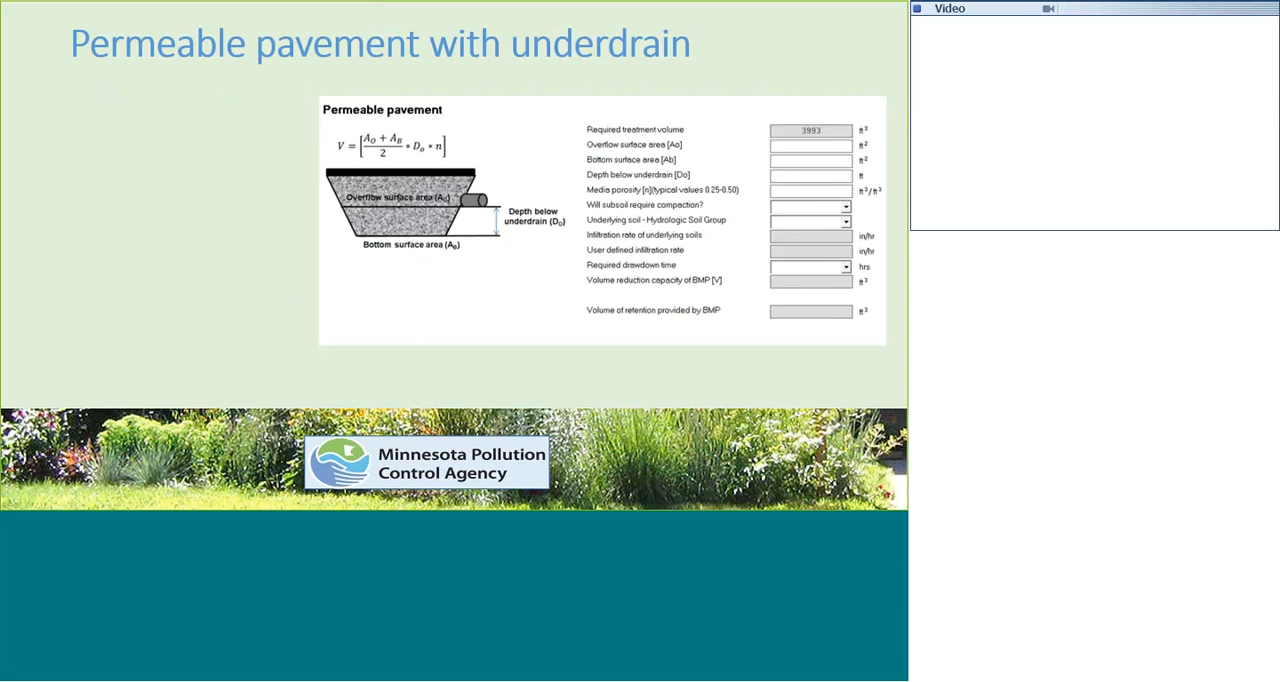 Video
Permeable pavement with underdrain
Permeable pavement
V = [(A_O + A_B)/2 * D_o * n]
Overflow surface area (A_O)
Depth below
underdrain (D_O)
Bottom surface area (A_B)
Required treatment volume 3993 ft³
Overflow surface area [Ao] ft²
Bottom surface area [Ab] ft²
Depth below underdrain [Do] ft
Media porosity [n](typical values 0.25-0.50) ft³/ft³
Will subsoil require compaction?
Underlying soil - Hydrologic Soil Group
Infiltration rate of underlying soils in/hr
User defined infiltration rate in/hr
Required drawdown time hrs
Volume reduction capacity of BMP [V] ft³
Volume of retention provided by BMP ft³
Minnesota Pollution
Control Agency